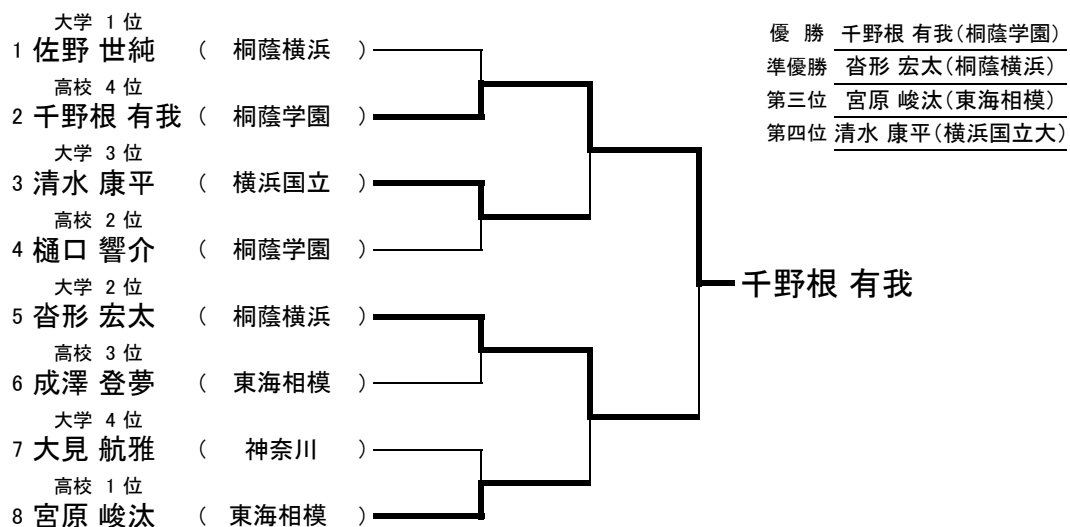 大学 1 位
1 佐野 世純 ( 桐蔭横浜 )
高校 4 位
2 千野根 有我 ( 桐蔭学園 )
大学 3 位
3 清水 康平 ( 横浜国立 )
高校 2 位
4 樋口 響介 ( 桐蔭学園 )
大学 2 位
5 沓形 宏太 ( 桐蔭横浜 )
高校 3 位
6 成澤 登夢 ( 東海相模 )
大学 4 位
7 大見 航雅 ( 神奈川 )
高校 1 位
8 宮原 峻汰 ( 東海相模 )
千野根 有我
優 勝 千野根 有我(桐蔭学園)
準優勝 沓形 宏太(桐蔭横浜)
第三位 宮原 峻汰(東海相模)
第四位 清水 康平(横浜国立大)